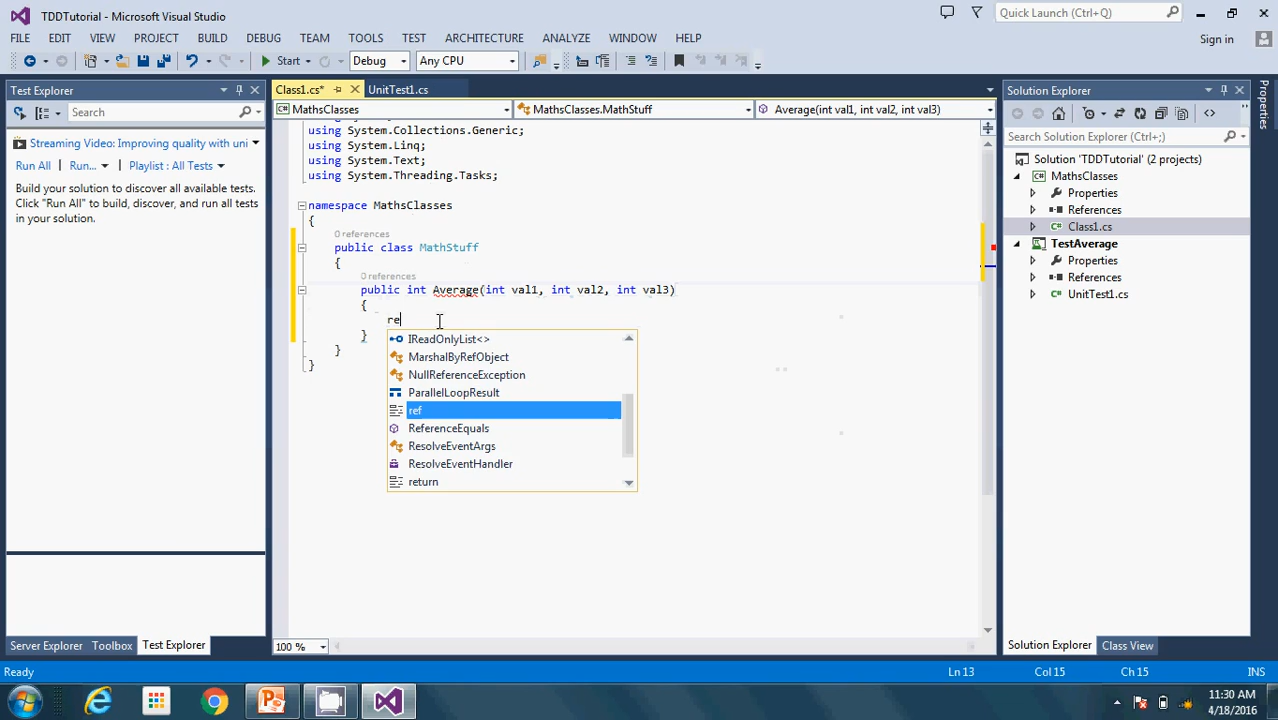 TDDTutorial - Microsoft Visual Studio
Quick Launch (Ctrl+Q)
FILE EDIT VIEW PROJECT BUILD DEBUG TEAM TOOLS TEST ARCHITECTURE ANALYZE WINDOW HELP
Sign in
Start Debug Any CPU
Test Explorer
Search
Streaming Video: Improving quality with uni
Run All | Run... | Playlist : All Tests
Build your solution to discover all available tests.
Click "Run All" to build, discover, and run all tests
in your solution.
Server Explorer Toolbox Test Explorer
Class1.cs* UnitTest1.cs
MathsClasses MathsClasses.MathStuff Average(int val1, int val2, int val3)
using System.Collections.Generic;
using System.Linq;
using System.Text;
using System.Threading.Tasks;
namespace MathsClasses
{
0 references
public class MathStuff
{
0 references
public int Average(int val1, int val2, int val3)
{
re
}
}
}
IReadOnlyList<>
MarshalByRefObject
NullReferenceException
ParallelLoopResult
ref
ReferenceEquals
ResolveEventArgs
ResolveEventHandler
return
100 %
Solution Explorer
Search Solution Explorer (Ctrl+;)
Solution 'TDDTutorial' (2 projects)
MathsClasses
Properties
References
C# Class1.cs
TestAverage
Properties
References
C# UnitTest1.cs
Solution Explorer Class View
Properties
Ready Ln 13 Col 15 Ch 15 INS
11:30 AM
4/18/2016